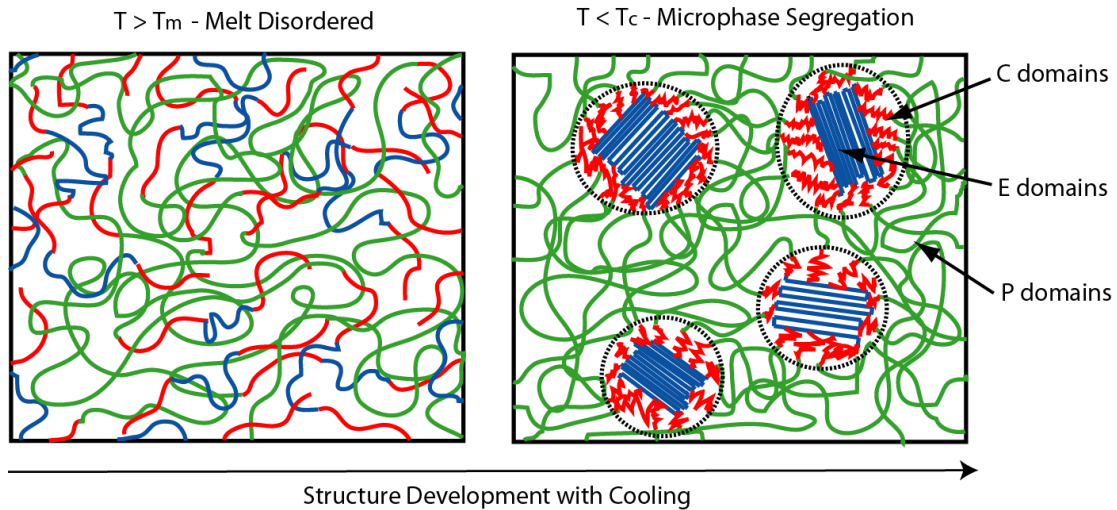 T > Tm - Melt Disordered
T < Tc - Microphase Segregation
C domains
E domains
P domains
Structure Development with Cooling